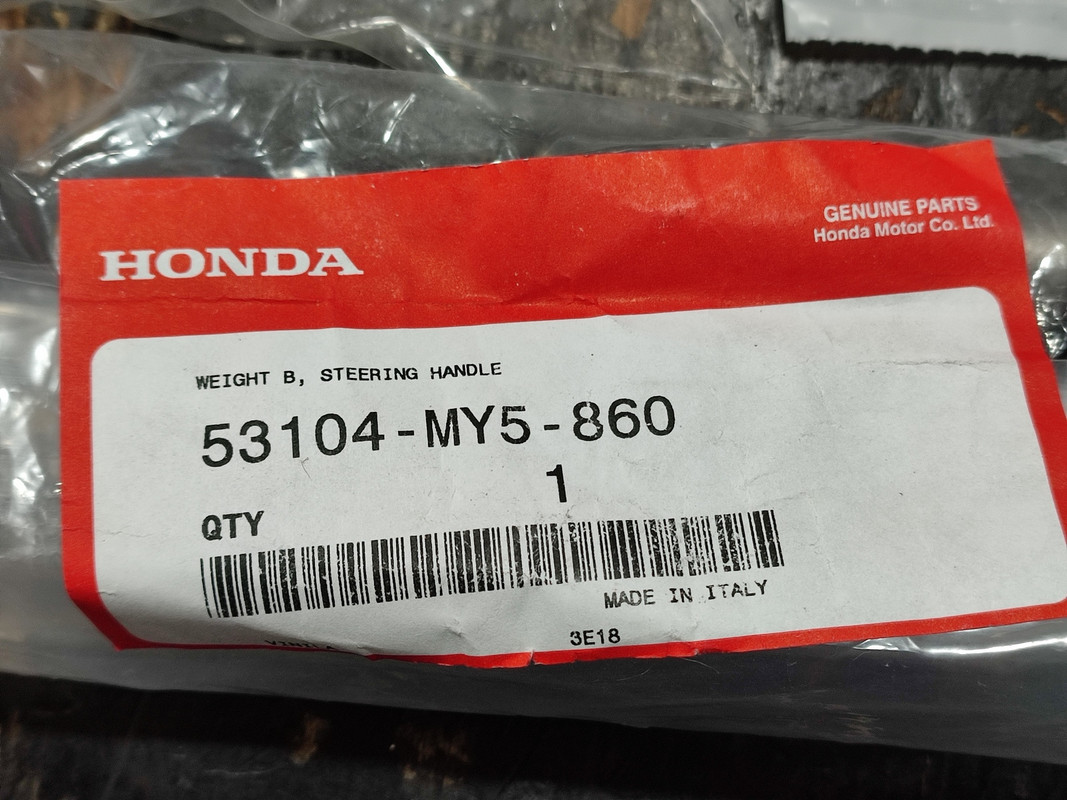 GENUINE PARTS
Honda Motor Co. Ltd.
HONDA
WEIGHT B, STEERING HANDLE
53104-MY5-860
1
QTY
MADE IN ITALY
3E18